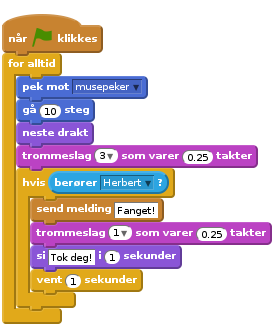 når klikkes
for alltid
pek mot musepeker
gå 10 steg
neste drakt
trommeslag 3 som varer 0.25 takter
hvis berører Herbert ?
send melding Fanget!
trommeslag 1 som varer 0.25 takter
si Tok deg! i 1 sekunder
vent 1 sekunder